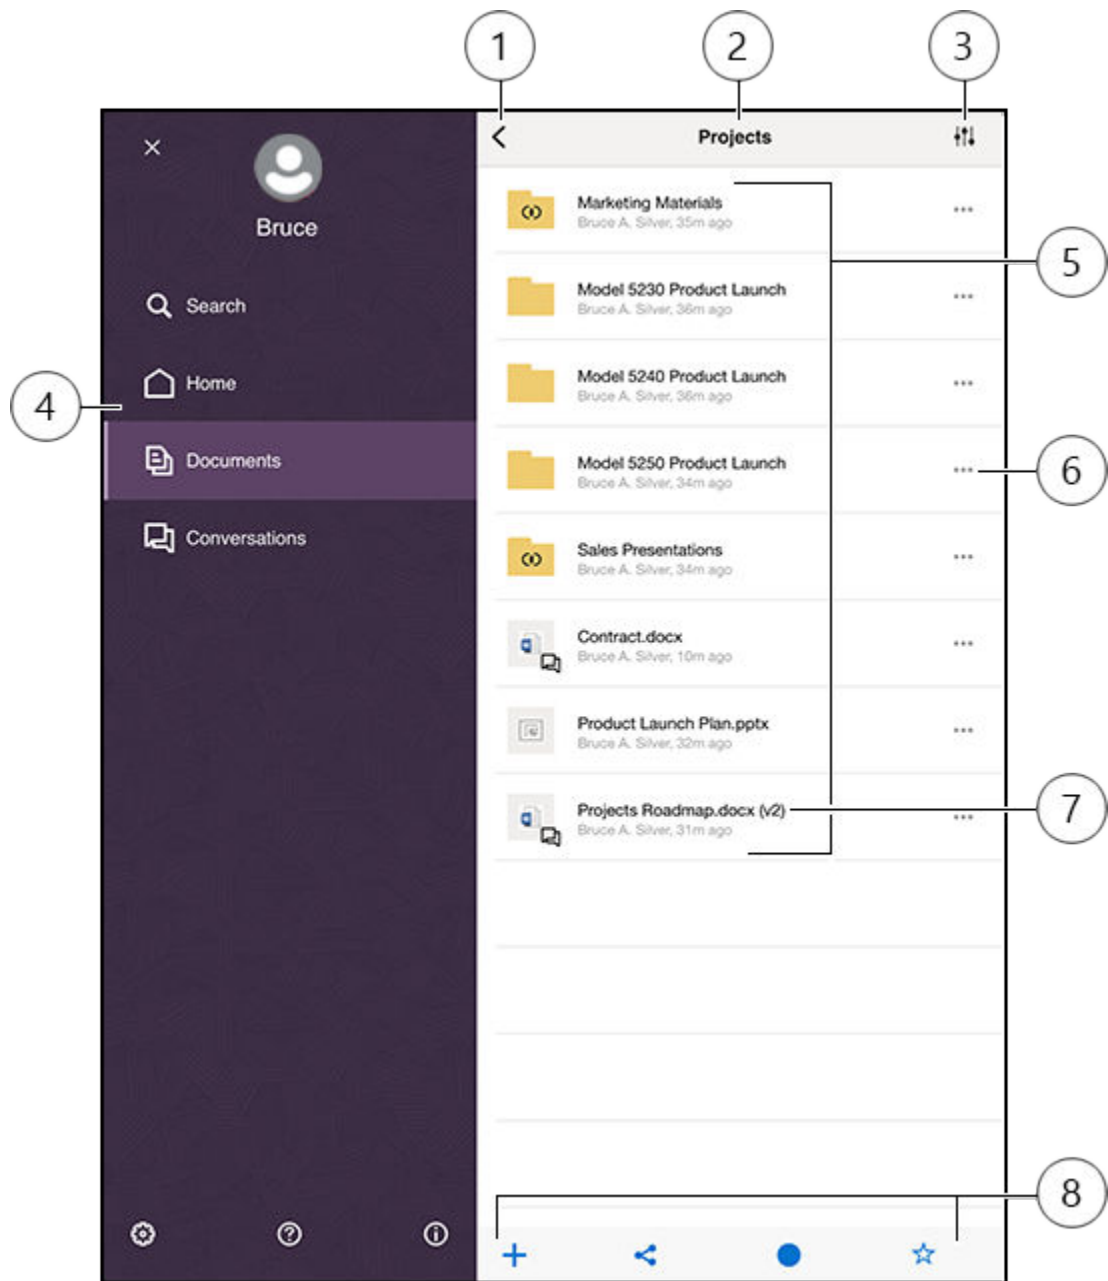 1
2
3
Projects
Bruce
Search
Home
Documents
Conversations
4
Marketing Materials
Bruce A. Silver, 35m ago
Model 5230 Product Launch
Bruce A. Silver, 36m ago
Model 5240 Product Launch
Bruce A. Silver, 36m ago
Model 5250 Product Launch
Bruce A. Silver, 34m ago
Sales Presentations
Bruce A. Silver, 34m ago
Contract.docx
Bruce A. Silver, 10m ago
Product Launch Plan.pptx
Bruce A. Silver, 32m ago
Projects Roadmap.docx (v2)
Bruce A. Silver, 31m ago
5
6
7
8